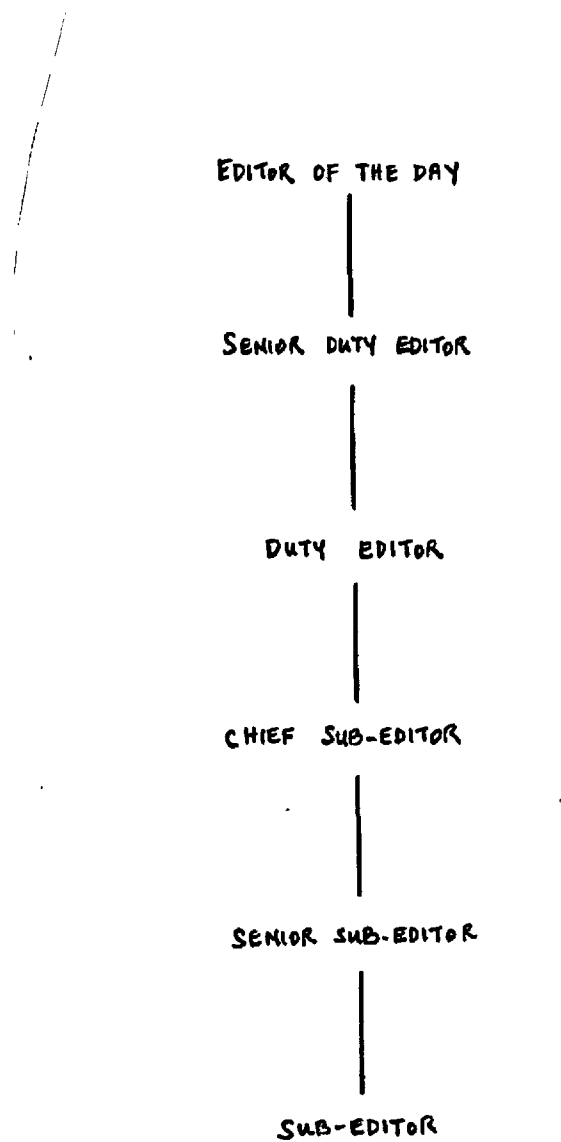 EDITOR OF THE DAY
SENIOR DUTY EDITOR
DUTY EDITOR
CHIEF SUB-EDITOR
SENIOR SUB-EDITOR
SUB-EDITOR